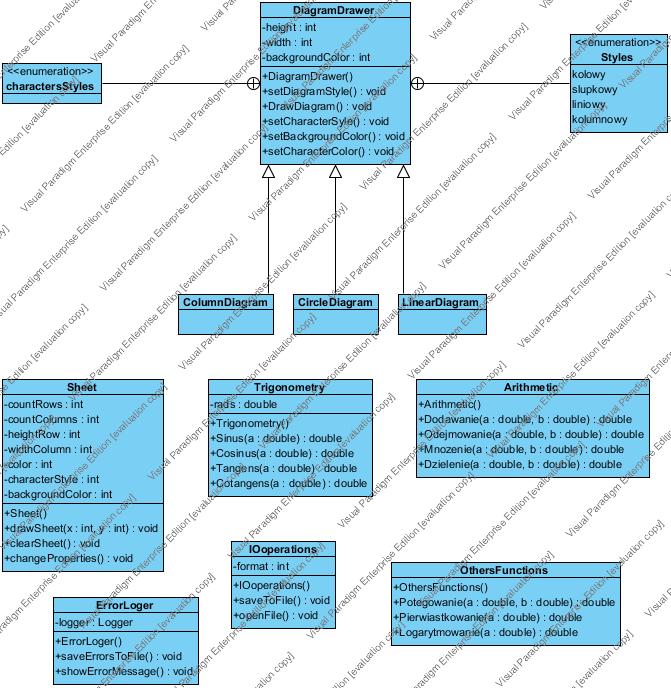 DiagramDrawer
-height : int
-width : int
-backgroundColor : int
+DiagramDrawer()
+setDiagramStyle() : void
+DrawDiagram() : void
+setCharacterSyle() : void
+setBackgroundColor() : void
+setCharacterColor() : void
<<enumeration>>
charactersStyles
<<enumeration>>
Styles
kolowy
slupkowy
liniowy
kolumnowy
ColumnDiagram
CircleDiagram
LinearDiagram
Sheet
-countRows : int
-countColumns : int
-heightRow : int
-widthColumn : int
-color : int
-characterStyle : int
-backgroundColor : int
+Sheet()
+drawSheet(x : int, y : int) : void
+clearSheet() : void
+changeProperties() : void
Trigonometry
-rads : double
+Trigonometry()
+Sinus(a : double) : double
+Cosinus(a : double) : double
+Tangens(a : double) : double
+Cotangens(a : double) : double
Arithmetic
+Arithmetic()
+Dodawanie(a : double, b : double) : double
+Odejmowanie(a : double, b : double) : double
+Mnozenie(a : double, b : double) : double
+Dzielenie(a : double, b : double) : double
IOoperations
-format : int
+IOoperations()
+saveToFile() : void
+openFile() : void
OthersFunctions
+OthersFunctions()
+Potegowanie(a : double, b : double) : double
+Pierwiastkowanie(a : double) : double
+Logarytmowanie(a : double) : double
ErrorLoger
-logger : Logger
+ErrorLoger()
+saveErrorsToFile() : void
+showErrorMessage() : void
Visual Paradigm Enterprise Edition [evaluation copy]